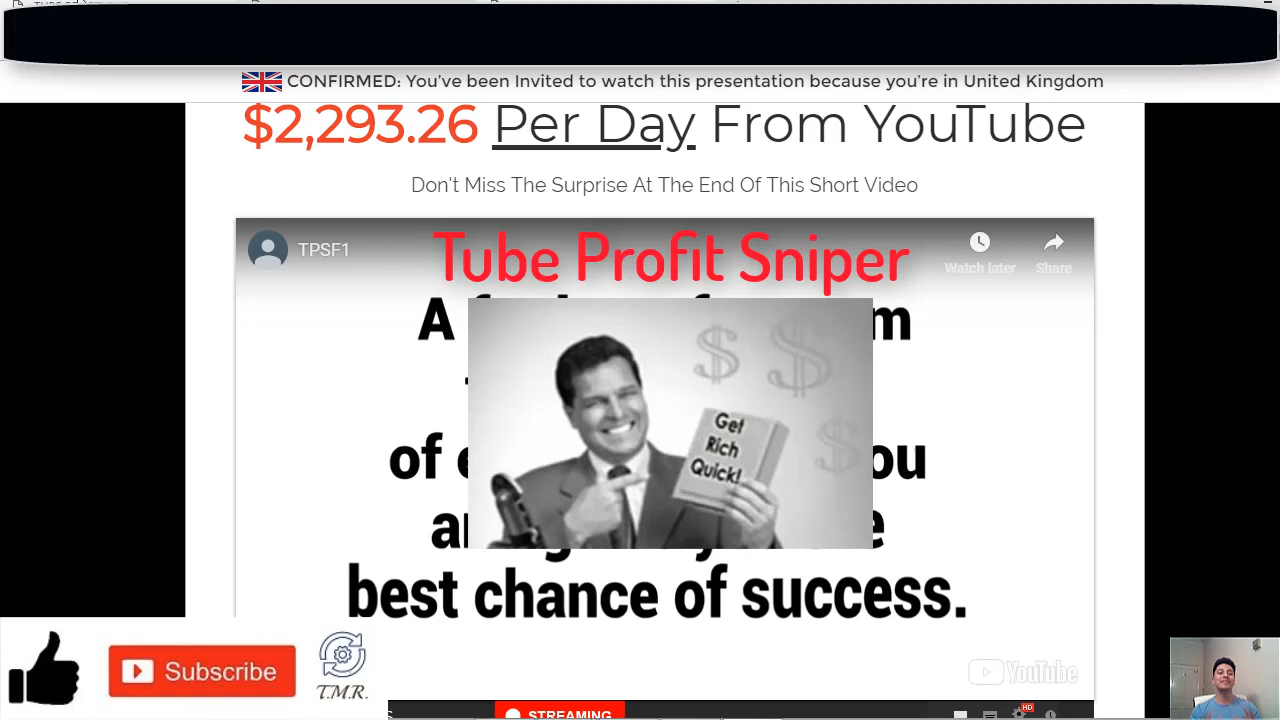 CONFIRMED: You’ve been Invited to watch this presentation because you’re in United Kingdom
$2,293.26 Per Day From YouTube
Don't Miss The Surprise At The End Of This Short Video
TPSF1
Tube Profit Sniper
Watch later
Share
A
of
best chance of success.
Get
Rich
Quick!
Subscribe
T.M.R.
YouTube
STREAMING
HD